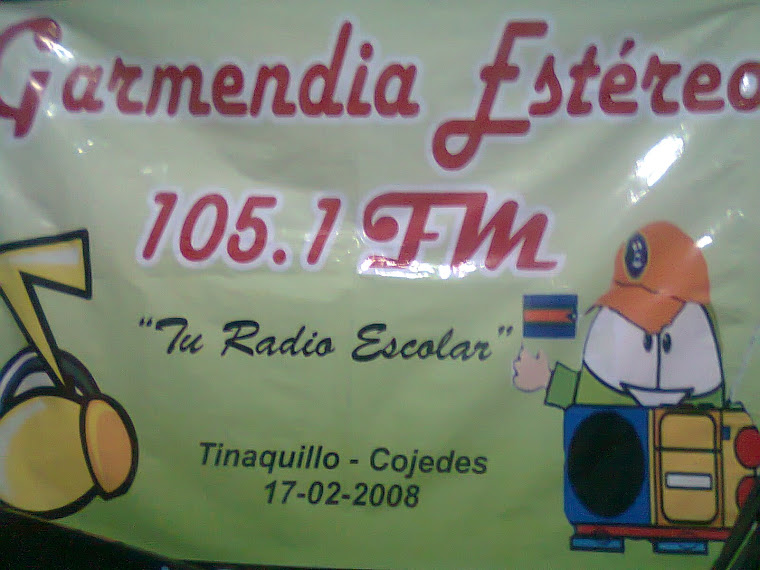 Garmendia Estéreo
105.1 FM
"Tu Radio Escolar"
Tinaquillo - Cojedes
17-02-2008